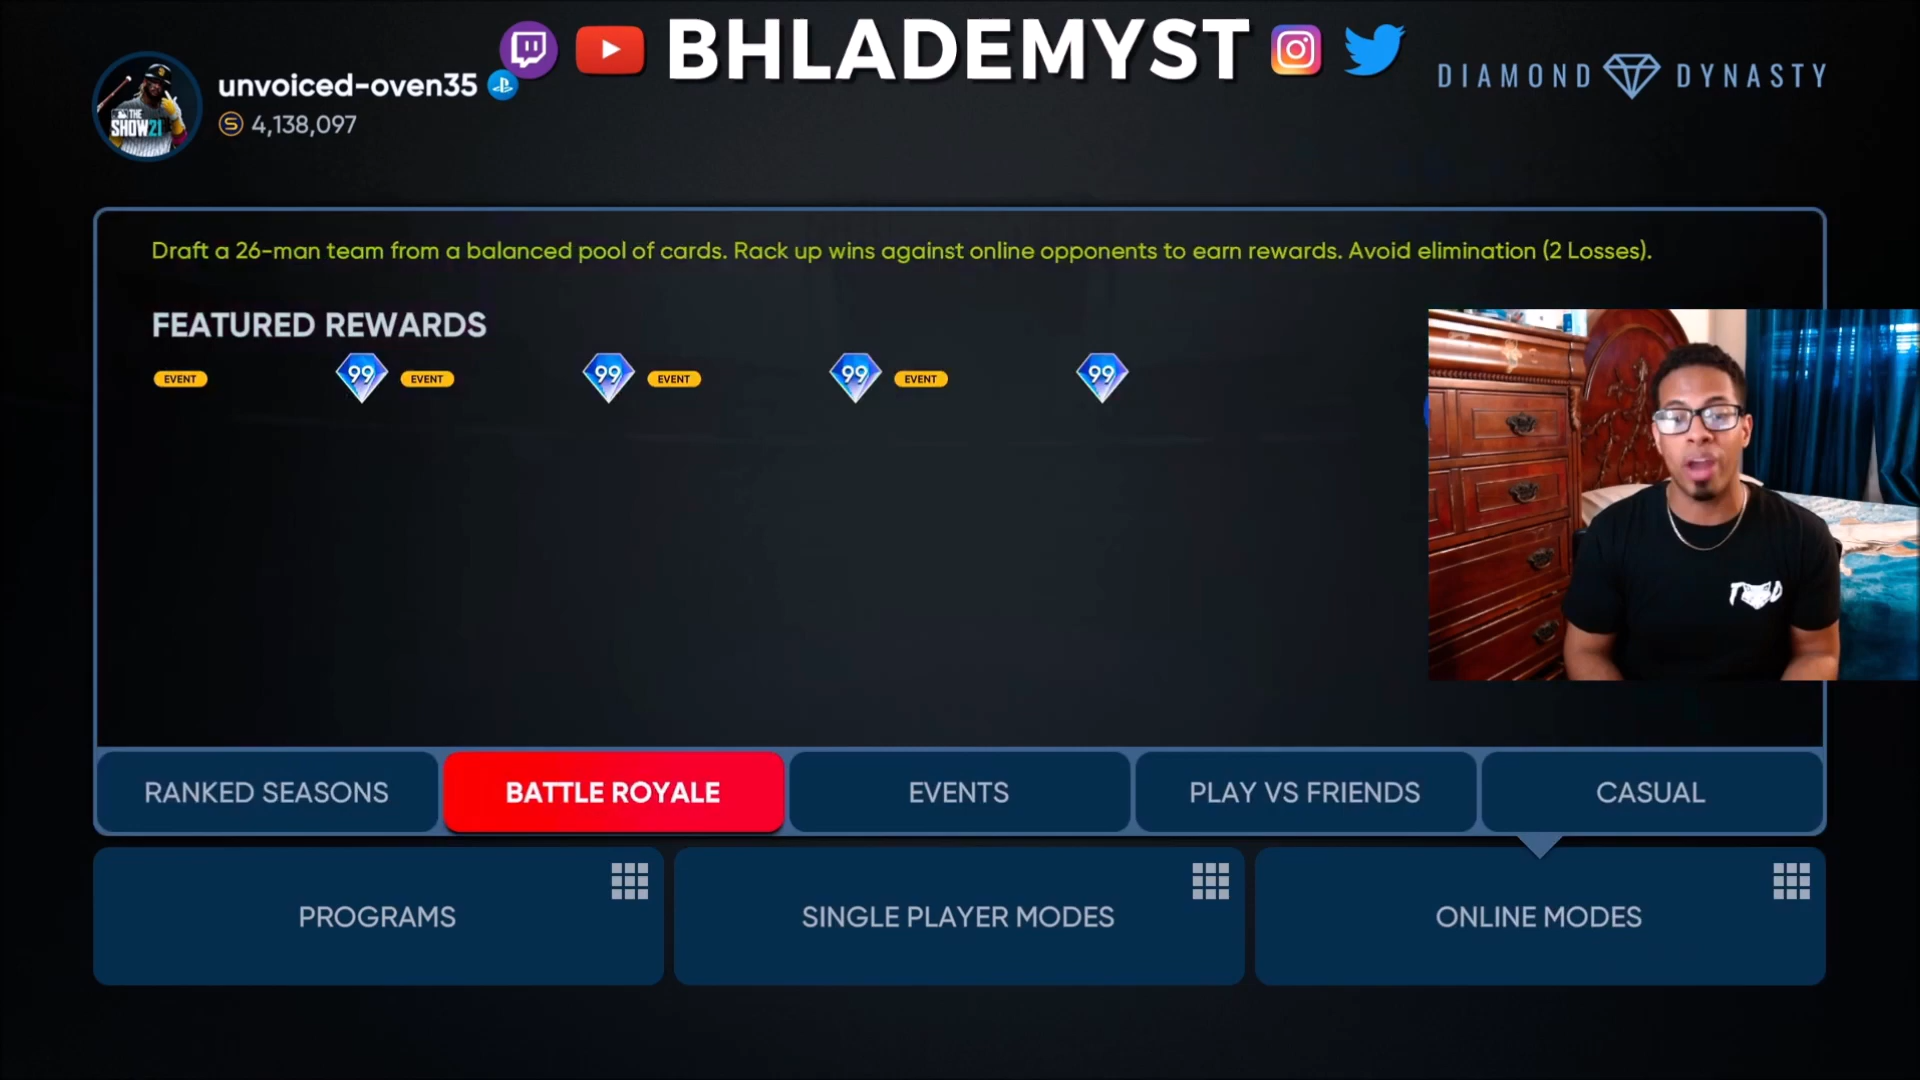 BHLADEMYST
unvoiced-oven35
4,138,097
THE
SHOW21
DIAMOND DYNASTY
Draft a 26-man team from a balanced pool of cards. Rack up wins against online opponents to earn rewards. Avoid elimination (2 Losses).
FEATURED REWARDS
EVENT 99 EVENT 99 EVENT 99 EVENT 99
RANKED SEASONS BATTLE ROYALE EVENTS PLAY VS FRIENDS CASUAL
PROGRAMS SINGLE PLAYER MODES ONLINE MODES